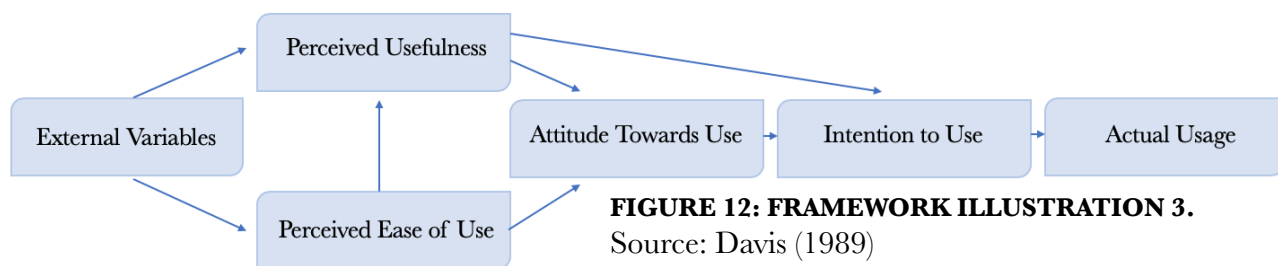 Perceived Usefulness
External Variables
Attitude Towards Use
Intention to Use
Actual Usage
Perceived Ease of Use
FIGURE 12: FRAMEWORK ILLUSTRATION 3.
Source: Davis (1989)